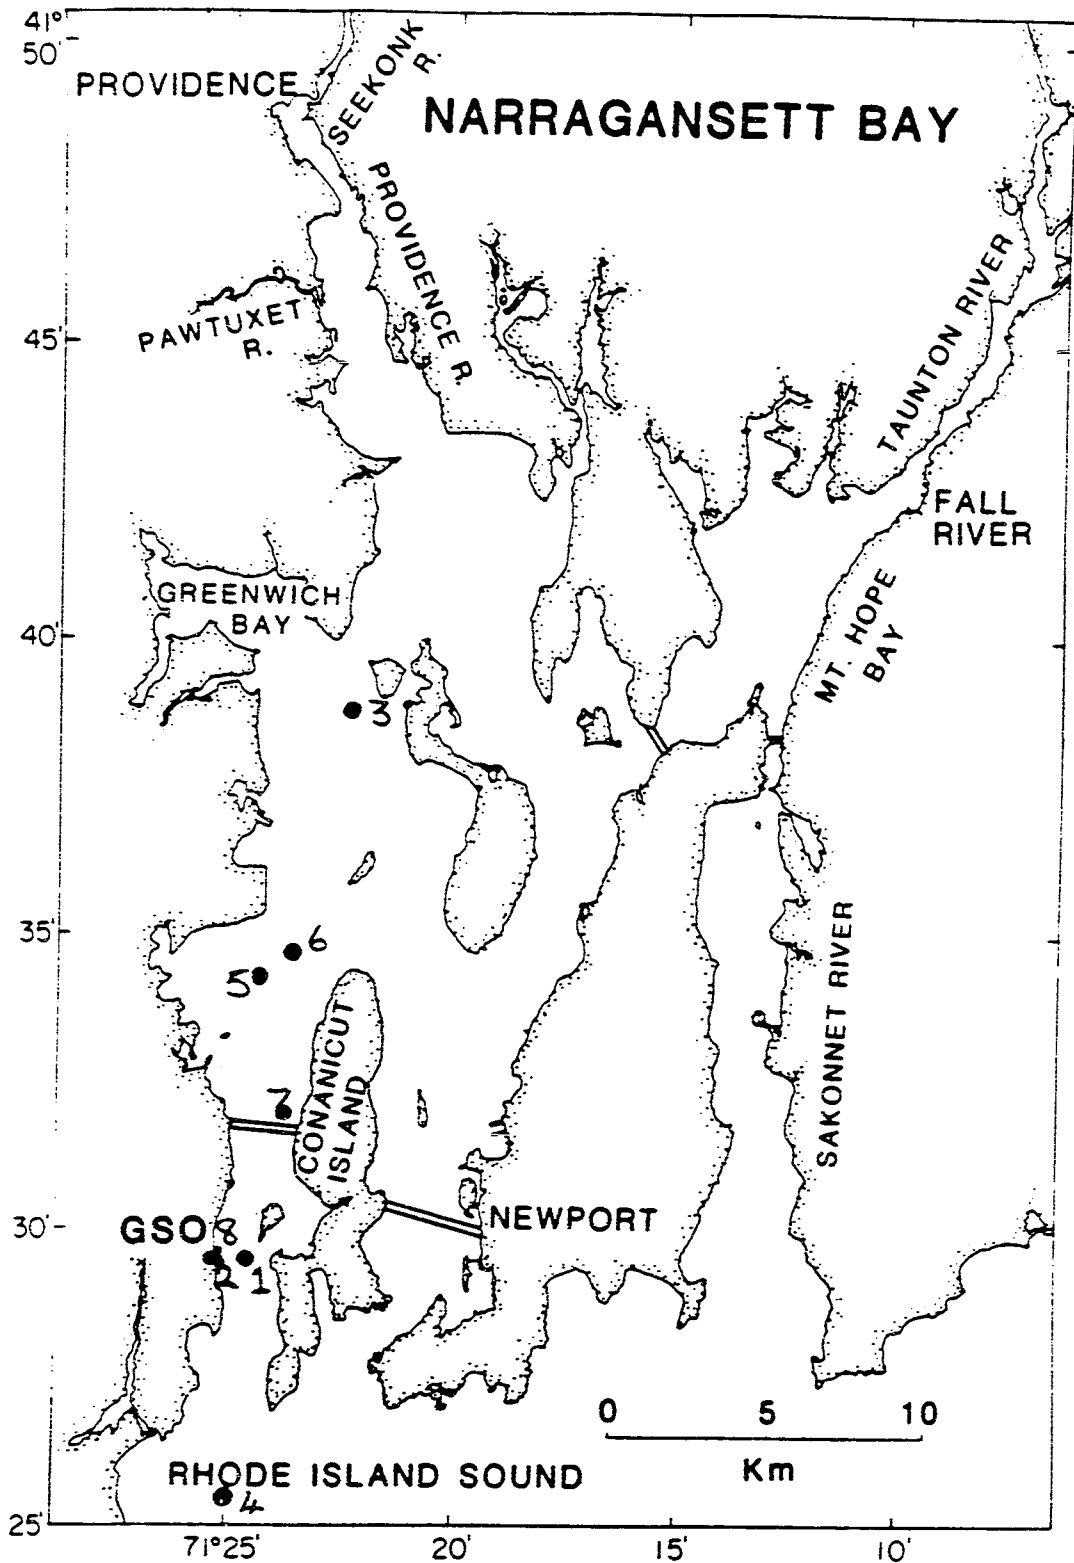 41°
50'
PROVIDENCE
SEEKONK
R.
NARRAGANSETT BAY
PROVIDENCE R.
TAUNTON RIVER
PAWTUXET
R.
45'
FALL
RIVER
GREENWICH
BAY
MT. HOPE
BAY
40'
3
35'
6
5
SAKONNET RIVER
CONANICUT
ISLAND
7
30'
GSO
8
NEWPORT
2
1
0 5 10
Km
RHODE ISLAND SOUND
4
25'
71°25' 20' 15' 10'